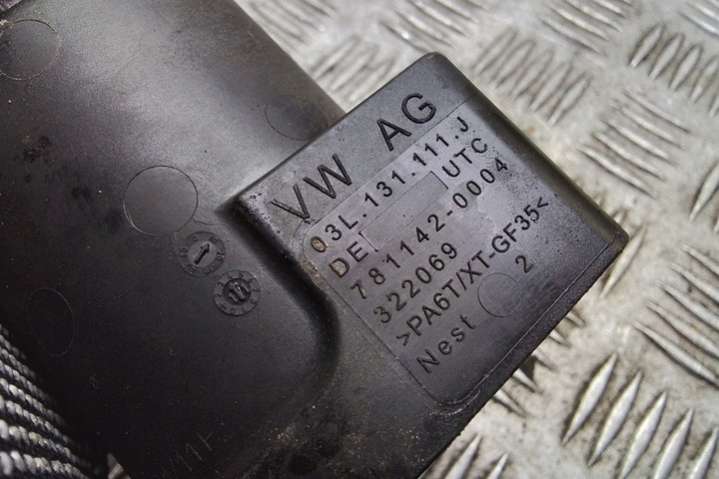 VW AG
03L.131.111.J
DE UTC
781142-0004
322069
>PA6T/XT-GF35<
Nest 2